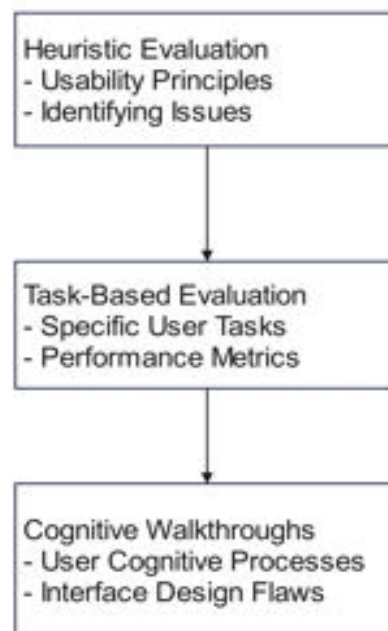 Heuristic Evaluation
- Usability Principles
- Identifying Issues
Task-Based Evaluation
- Specific User Tasks
- Performance Metrics
Cognitive Walkthroughs
- User Cognitive Processes
- Interface Design Flaws